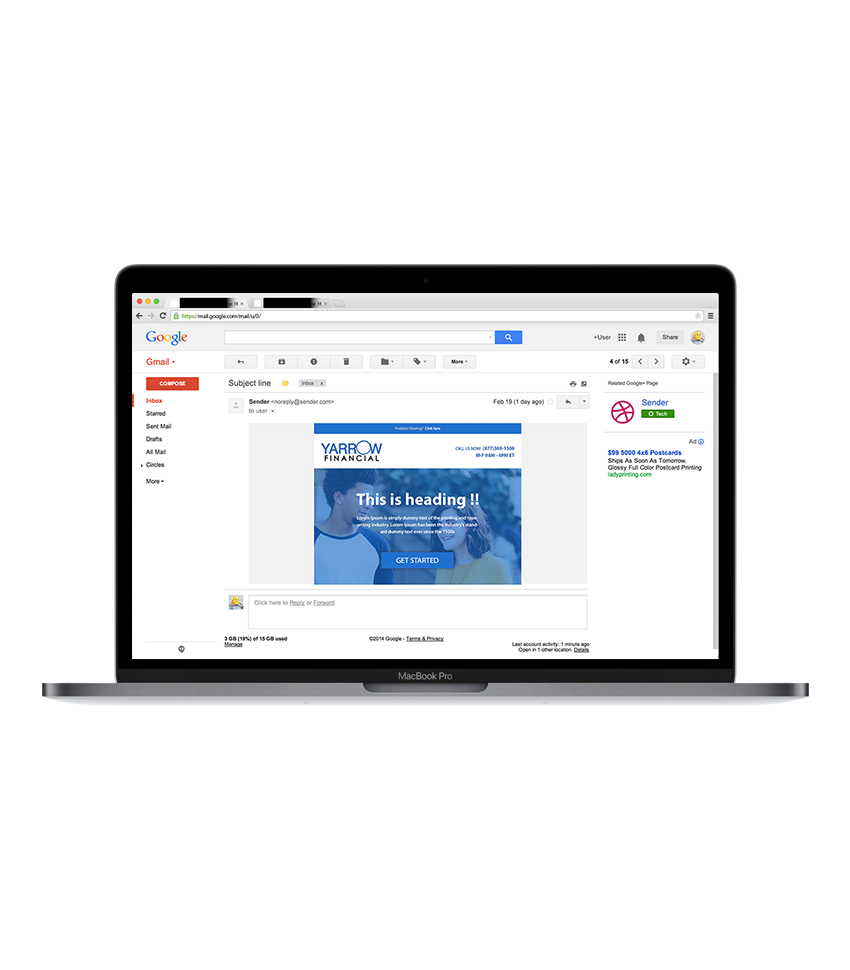 M x
M x
https://mail.google.com/mail/u/0/
Google
+User
Share
Gmail
More
4 of 15
COMPOSE
Inbox
Starred
Sent Mail
Drafts
All Mail
Circles
More
Subject line
Inbox x
Sender <noreply@sender.com>
to user
Feb 19 (1 day ago)
Problem Viewing? Click here
YARROW
FINANCIAL
CALL US NOW! (877)369-1500
M-F 9AM - 6PM ET
This is heading !!
Lorem Ipsum is simply dummy text of the printing and type-
setting industry. Lorem Ipsum has been the industry's stand-
ard dummy text ever since the 1500s
GET STARTED
Click here to Reply or Forward
3 GB (19%) of 15 GB used
Manage
©2014 Google - Terms & Privacy
Last account activity: 1 minute ago
Open in 1 other location Details
Related Google+ Page
Sender
Tech
Ad
$99 5000 4x6 Postcards
Ships As Soon As Tomorrow.
Glossy Full Color Postcard Printing
ladyprinting.com
MacBook Pro